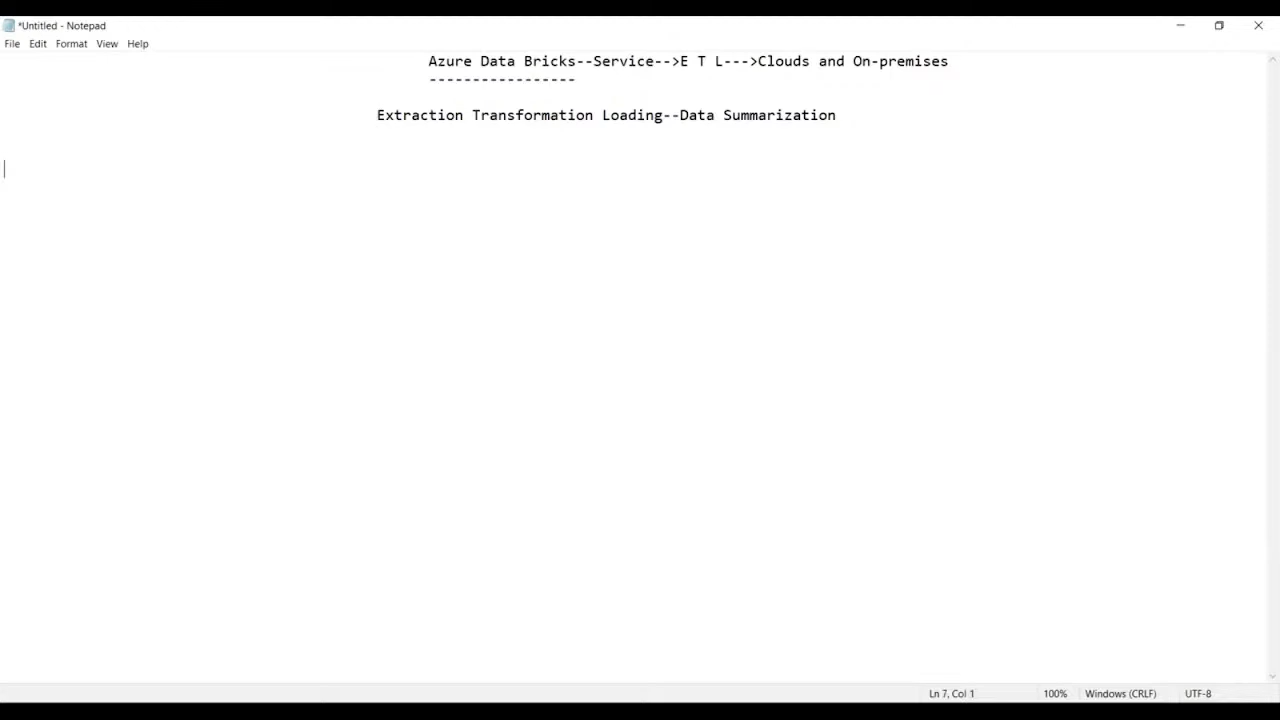 *Untitled - Notepad
File Edit Format View Help
Azure Data Bricks--Service-->E T L--->Clouds and On-premises
-----------------
Extraction Transformation Loading--Data Summarization
Ln 7, Col 1 100% Windows (CRLF) UTF-8